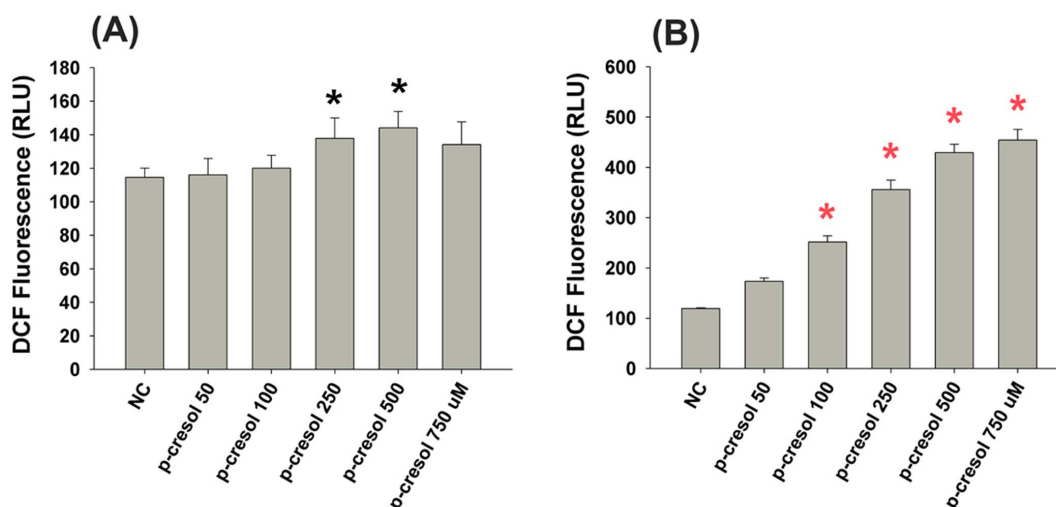 (A)
DCF Fluorescence (RLU)
180
160
140
120
100
80
60
40
20
0
* *
NC
p-cresol 50
p-cresol 100
p-cresol 250
p-cresol 500
p-cresol 750 uM
(B)
DCF Fluorescence (RLU)
600
500
400
300
200
100
0
* * * *
NC
p-cresol 50
p-cresol 100
p-cresol 250
p-cresol 500
p-cresol 750 uM